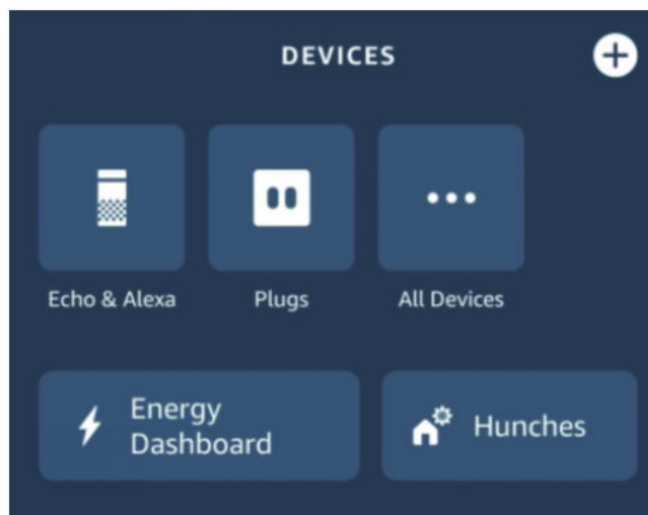 DEVICES
Echo & Alexa
Plugs
All Devices
Energy
Dashboard
Hunches